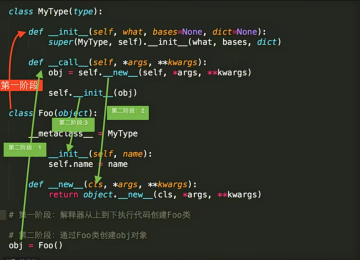 class MyType(type):
def __init__(self, what, bases=None, dict=None):
super(MyType, self).__init__(what, bases, dict)
def __call__(self, *args, **kwargs):
obj = self.__new__(self, *args, **kwargs)
第一阶段
self.__init__(obj)
class Foo(object):
第二阶段：2
第二阶段:3
__metaclass__ = MyType
第二阶段：1
__init__(self, name):
self.name = name
def __new__(cls, *args, **kwargs):
return object.__new__(cls, *args, **kwargs)
# 第一阶段：解释器从上到下执行代码创建Foo类
# 第二阶段：通过Foo类创建obj对象
obj = Foo()